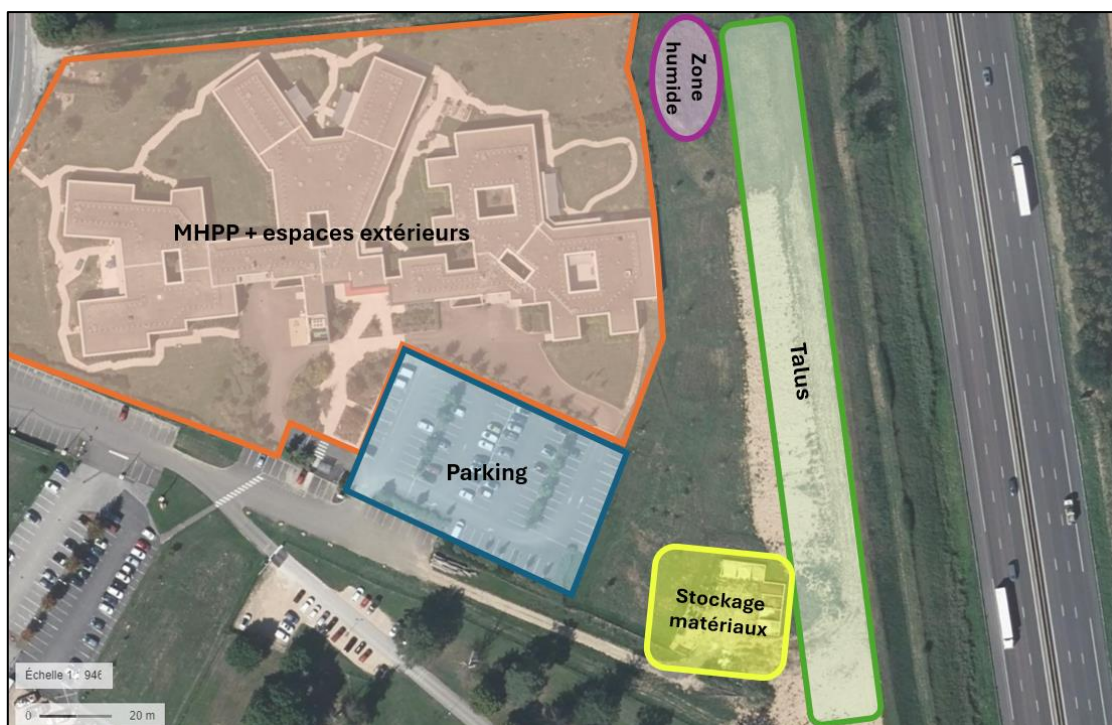 Zone
humide
MHPP + espaces extérieurs
Talus
Parking
Stockage
matériaux
Échelle 1 : 946
0
20 m